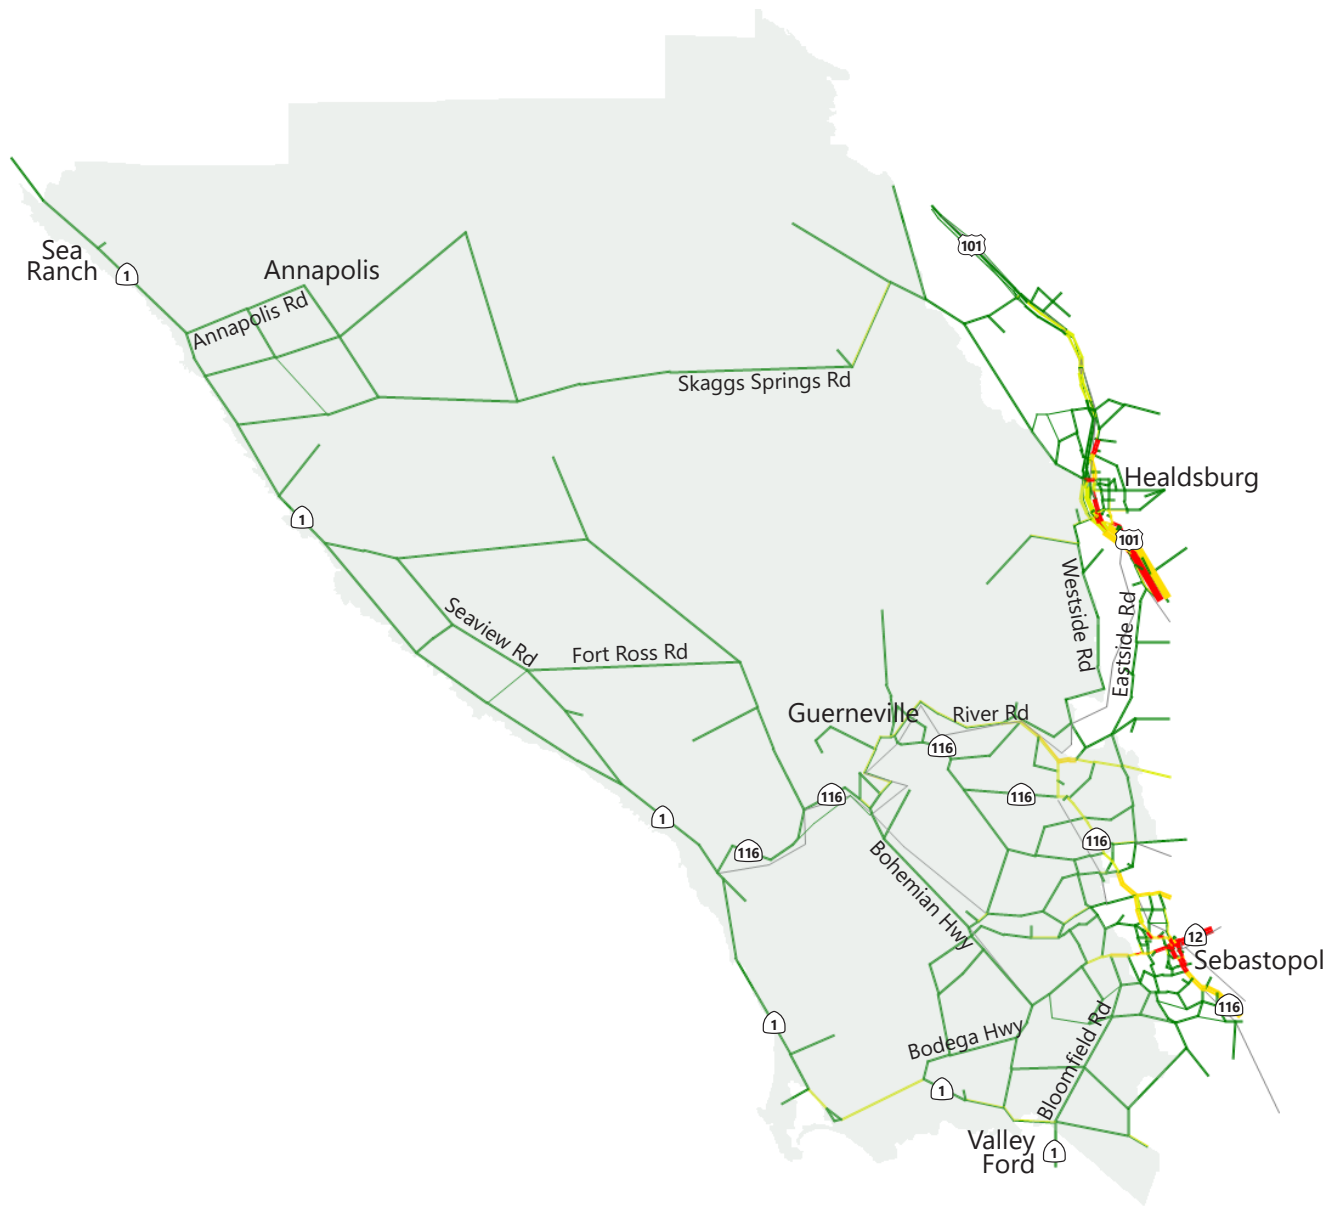 101
Sea
Ranch
1
Annapolis
Annapolis Rd
Skaggs Springs Rd
Healdsburg
1
101
Westside Rd
Eastside Rd
Seaview Rd
Fort Ross Rd
Guerneville
River Rd
116
116
116
1
116
116
Bohemian Hwy
12
Sebastopol
116
1
Bodega Hwy
Bloomfield Rd
1
Valley
Ford
1